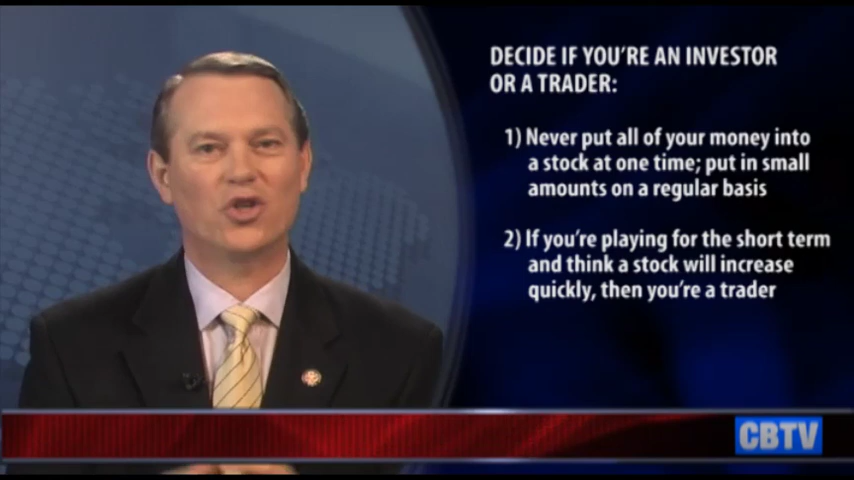 DECIDE IF YOU'RE AN INVESTOR
OR A TRADER:
1) Never put all of your money into
a stock at one time; put in small
amounts on a regular basis
2) If you're playing for the short term
and think a stock will increase
quickly, then you're a trader
CBTV